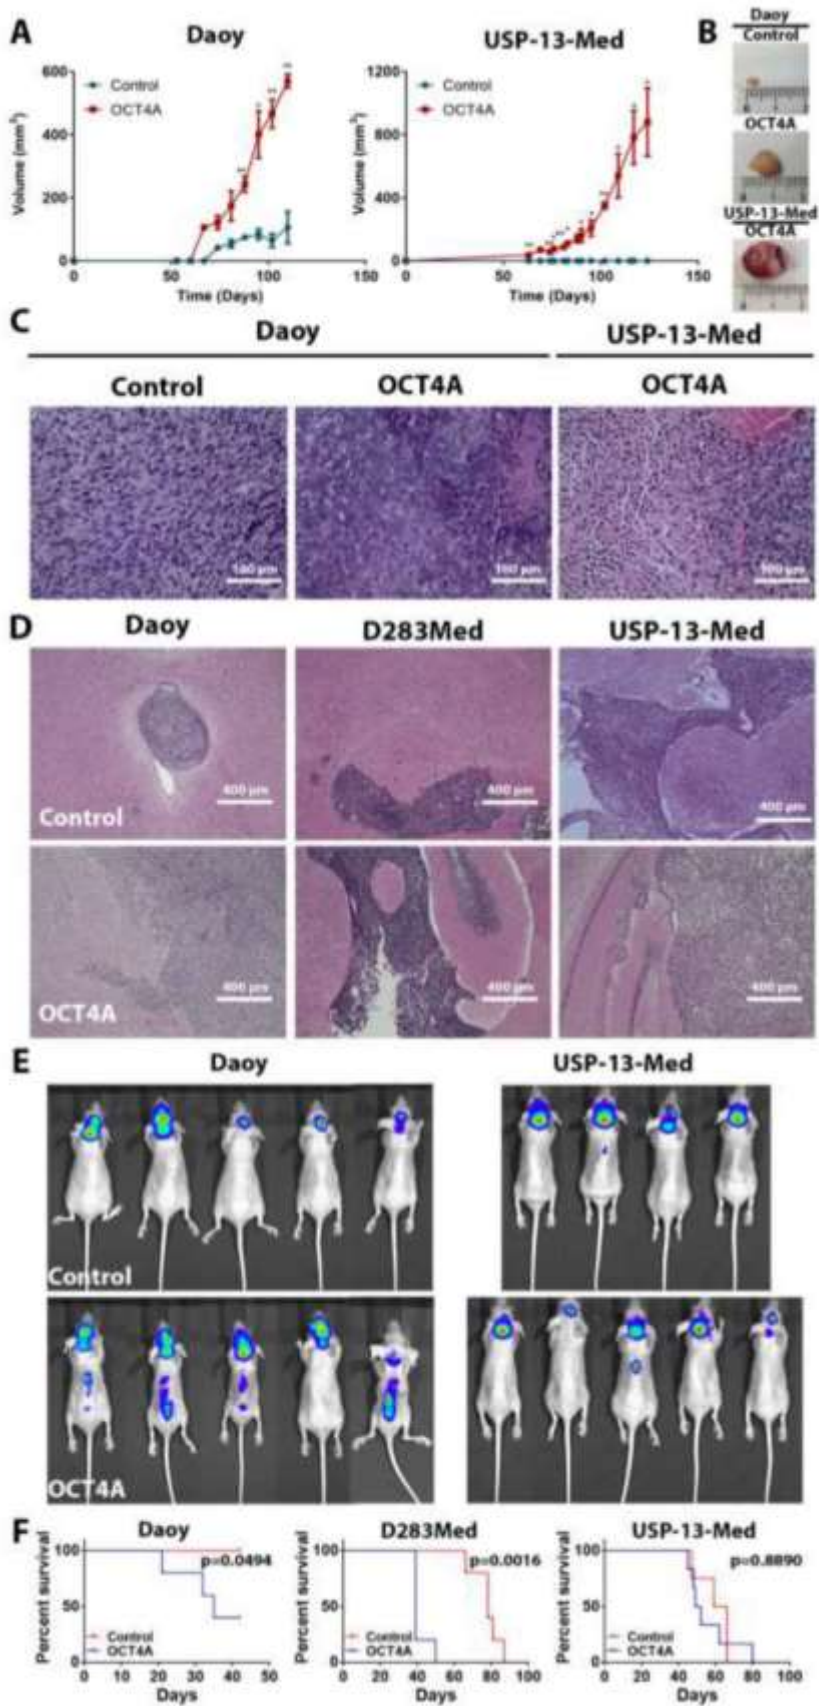 A
Daoy
USP-13-Med
B
Daoy
Control
600
400
200
0
Control
OCT4A
Volume (mm³)
0 50 100 150
Time (Days)
1200
800
400
0
Control
OCT4A
Volume (mm³)
0 50 100 150
Time (Days)
OCT4A
USP-13-Med
OCT4A
C
Daoy
USP-13-Med
Control
OCT4A
OCT4A
100 µm
100 µm
100 µm
D
Daoy
D283Med
USP-13-Med
400 µm
400 µm
400 µm
Control
400 µm
400 µm
400 µm
OCT4A
E
Daoy
USP-13-Med
Control
OCT4A
F
Daoy
D283Med
USP-13-Med
Percent survival
100
50
0
p=0.0494
Control
OCT4A
0 10 20 30 40 50
Days
Percent survival
100
50
0
p=0.0016
Control
OCT4A
0 20 40 60 80 100
Days
Percent survival
100
50
0
p=0.8890
Control
OCT4A
0 20 40 60 80 100
Days